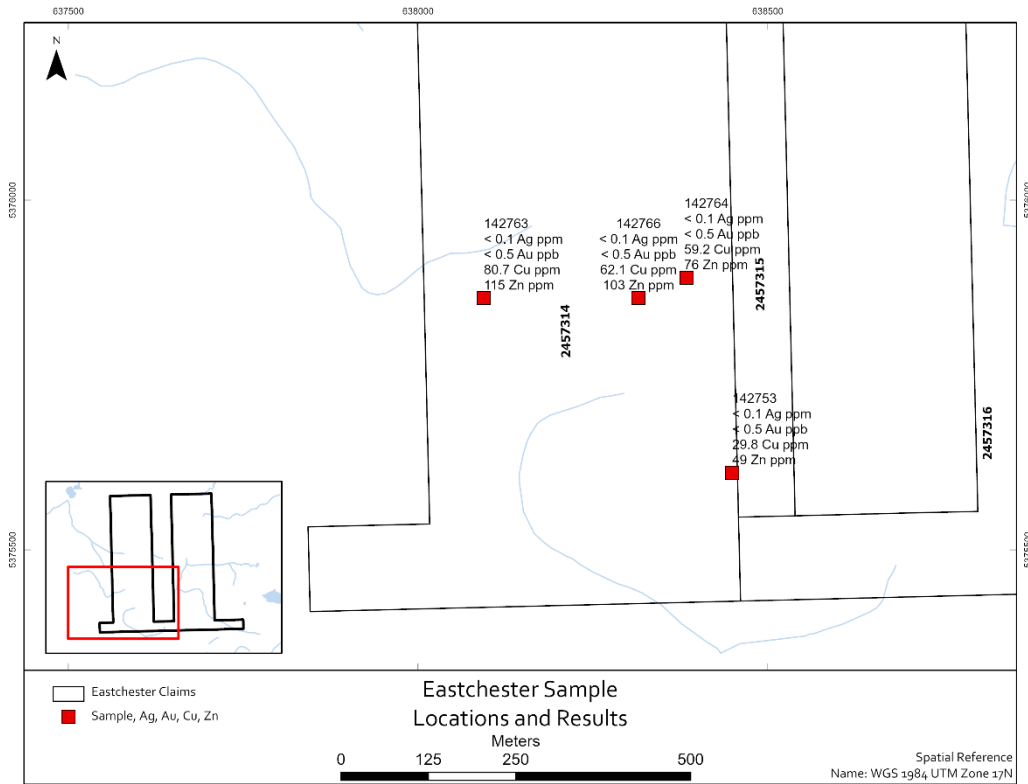 637500
638000
638500
N
5376000
5376000
142764
< 0.1 Ag ppm
< 0.5 Au ppb
59.2 Cu ppm
76 Zn ppm
142763
< 0.1 Ag ppm
< 0.5 Au ppb
80.7 Cu ppm
115 Zn ppm
142766
< 0.1 Ag ppm
< 0.5 Au ppb
62.1 Cu ppm
103 Zn ppm
2457315
2457314
142753
< 0.1 Ag ppm
< 0.5 Au ppb
29.8 Cu ppm
49 Zn ppm
2457316
5375500
5375500
Eastchester Claims
Sample, Ag, Au, Cu, Zn
Eastchester Sample
Locations and Results
Meters
0 125 250 500
Spatial Reference
Name: WGS 1984 UTM Zone 17N